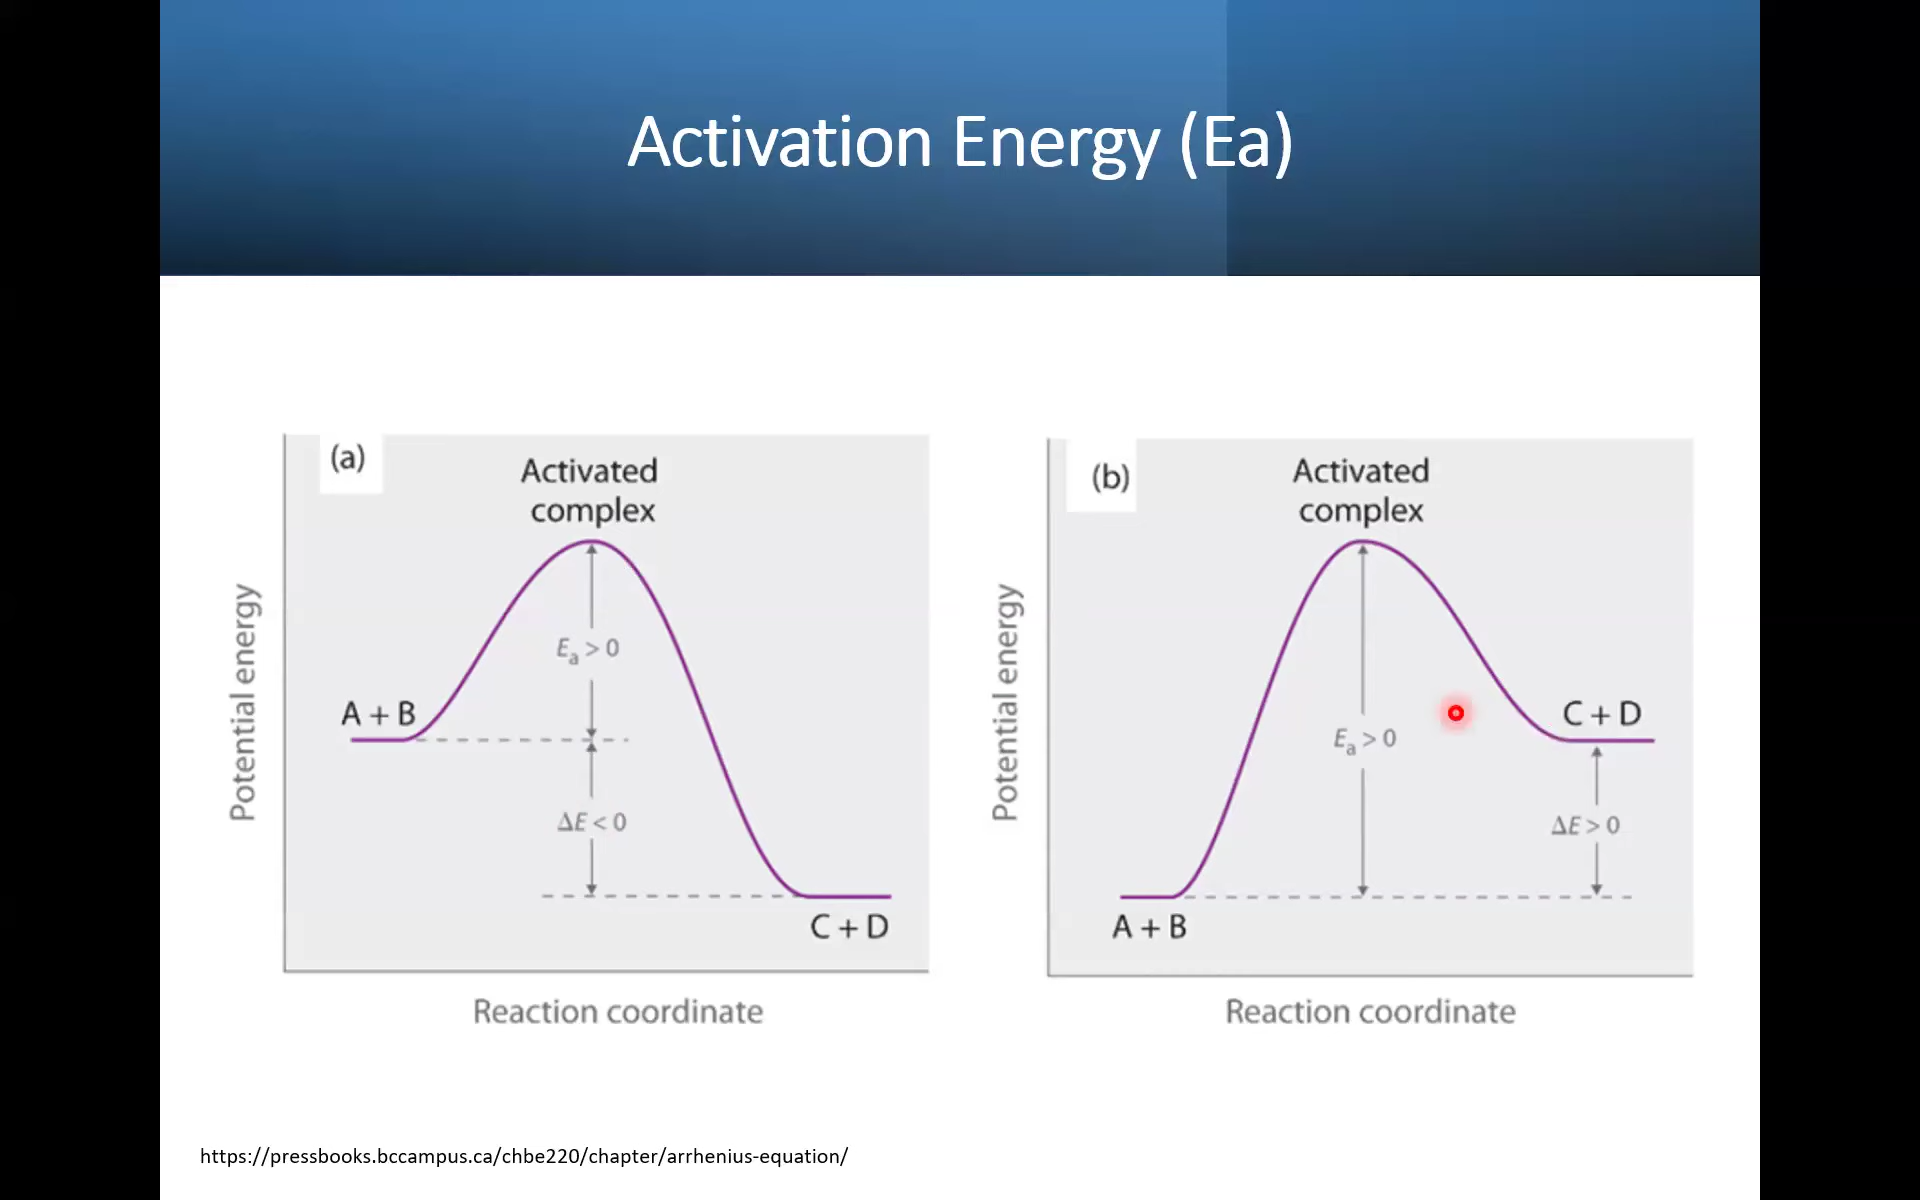 Activation Energy (Ea)
(a)
Activated
complex
Potential energy
A + B
Eₐ > 0
ΔE < 0
C + D
Reaction coordinate
(b)
Activated
complex
Potential energy
Eₐ > 0
C + D
ΔE > 0
A + B
Reaction coordinate
https://pressbooks.bccampus.ca/chbe220/chapter/arrhenius-equation/